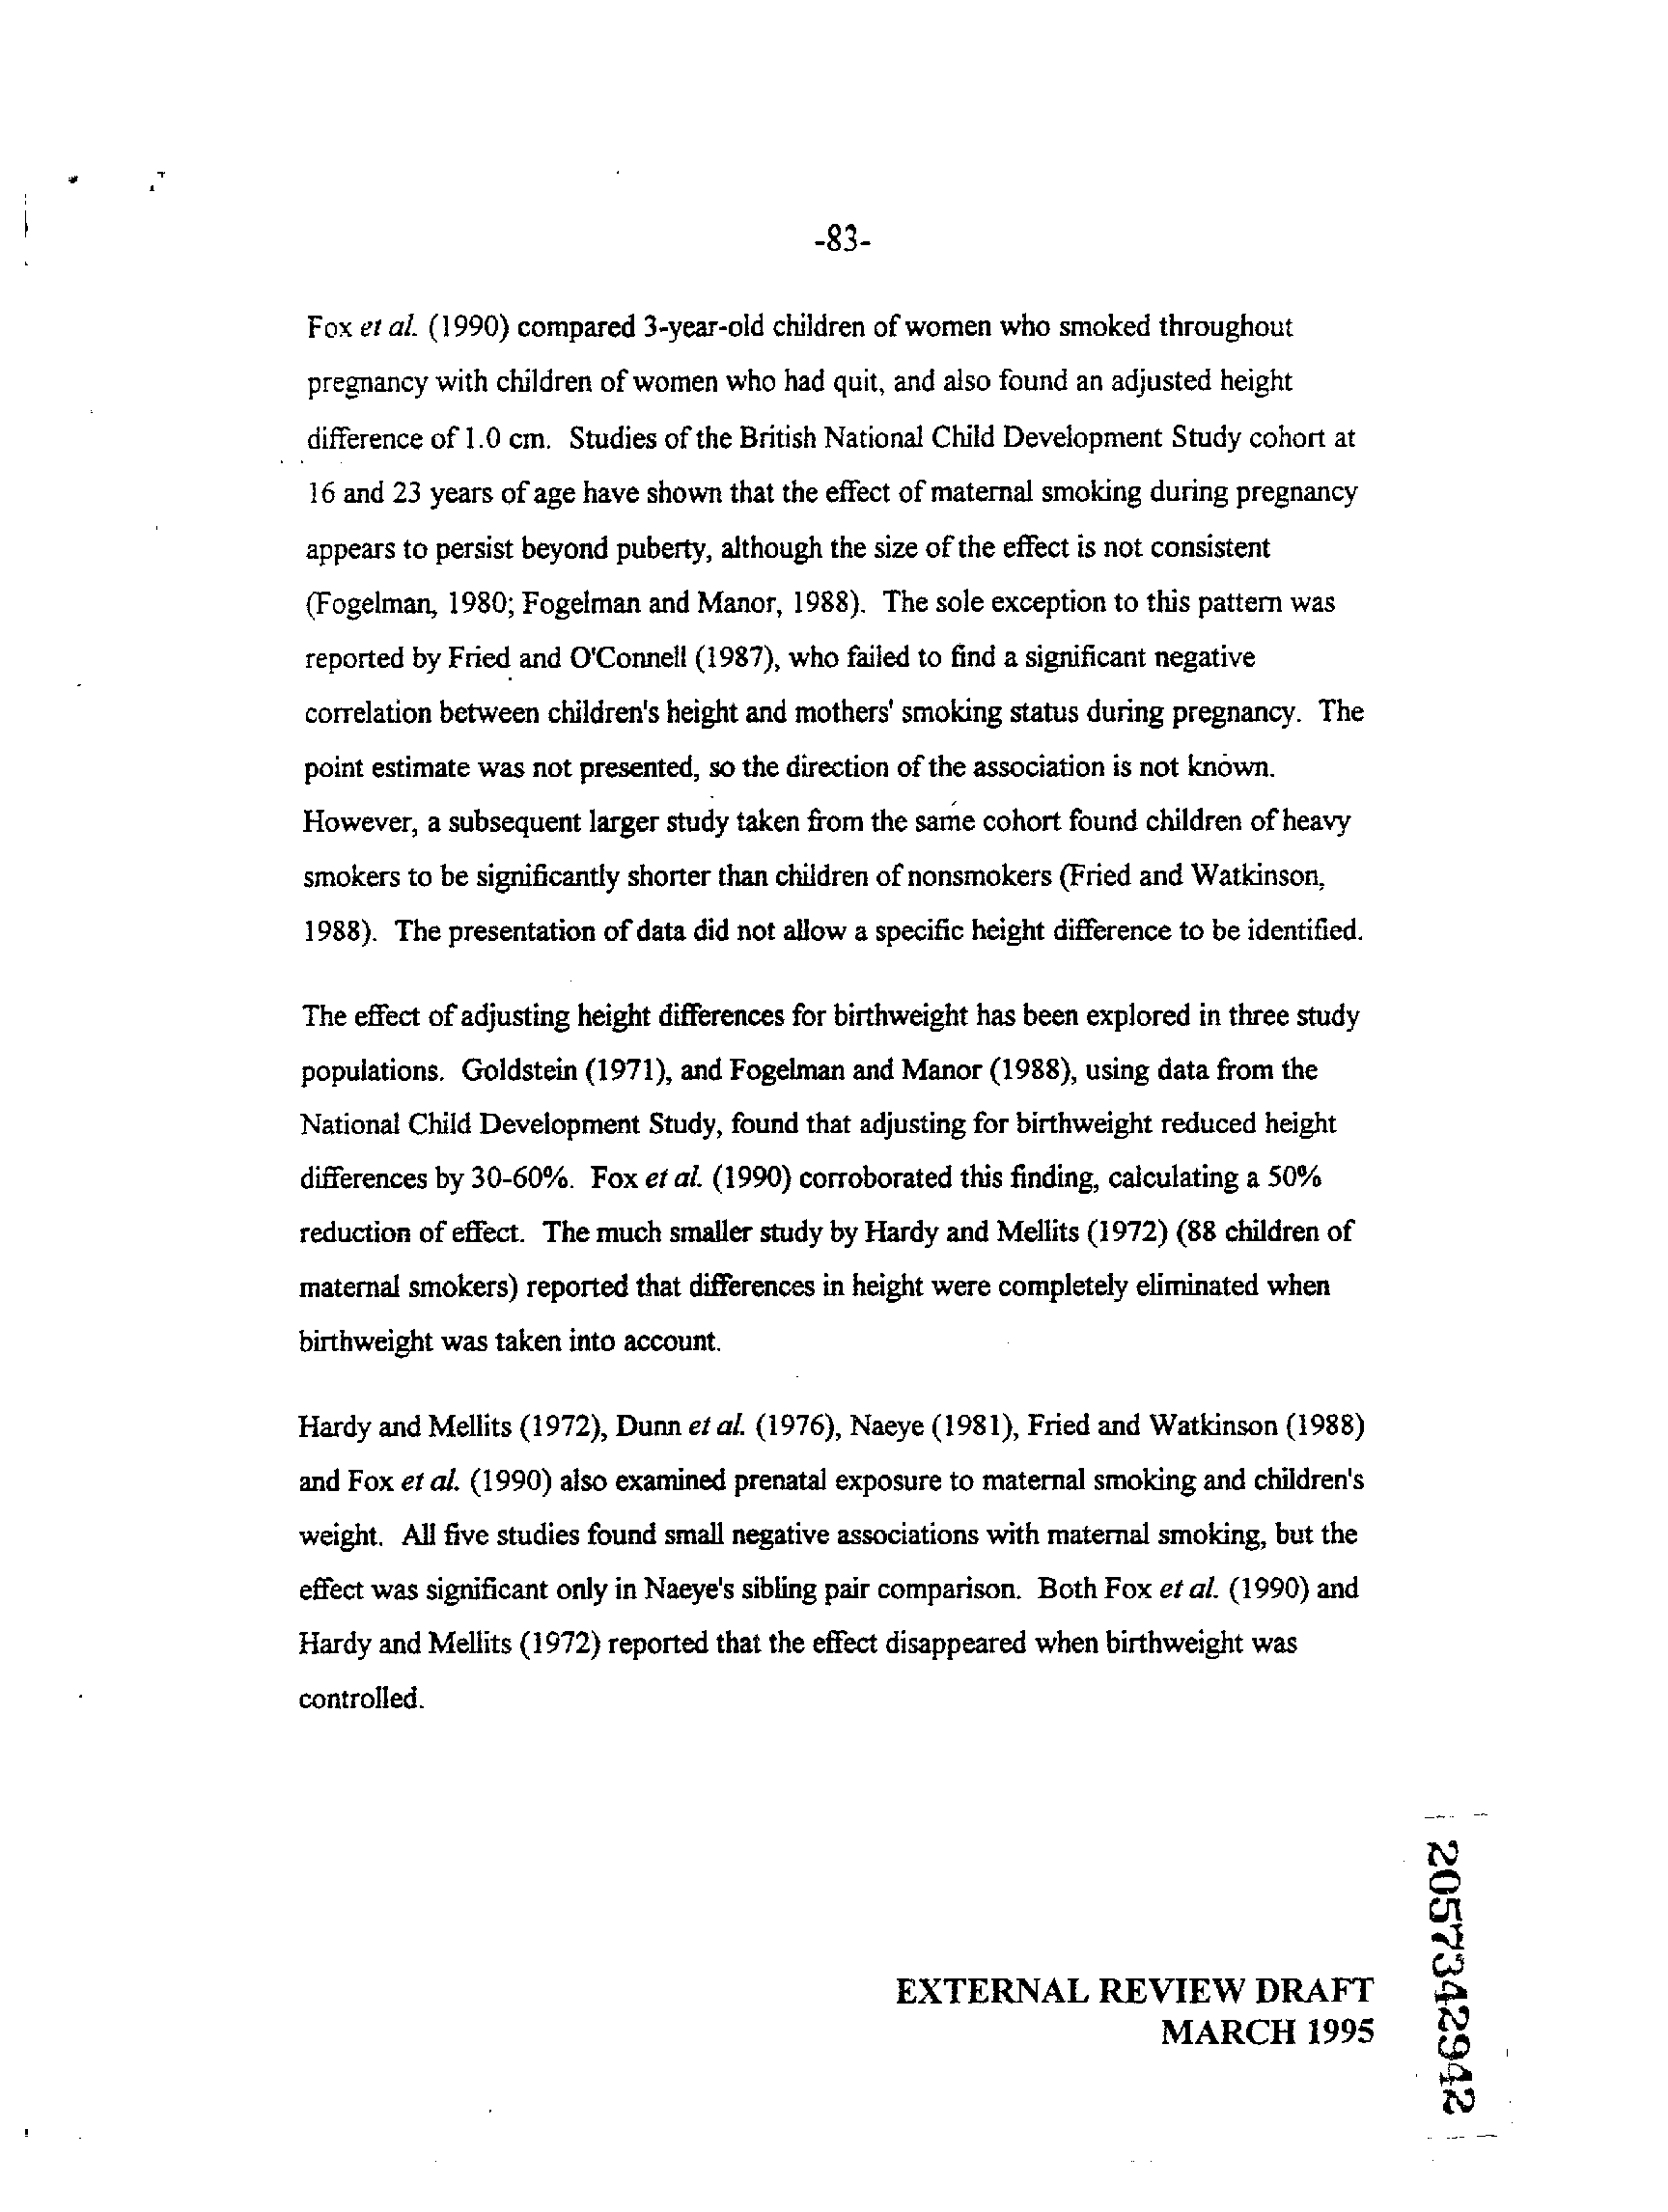 -83-
Fox et al. (1990) compared 3-year-old children of women who smoked throughout
pregnancy with children of women who had quit, and also found an adjusted height
difference of 1.0 cm. Studies of the British National Child Development Study cohort at
16 and 23 years of age have shown that the effect of maternal smoking during pregnancy
appears to persist beyond puberty, although the size of the effect is not consistent
(Fogelman, 1980; Fogelman and Manor, 1988). The sole exception to this pattern was
reported by Fried and O'Connell (1987), who failed to find a significant negative
correlation between children's height and mothers' smoking status during pregnancy. The
point estimate was not presented, so the direction of the association is not known.
However, a subsequent larger study taken from the same cohort found children of heavy
smokers to be significantly shorter than children of nonsmokers (Fried and Watkinson,
1988). The presentation of data did not allow a specific height difference to be identified.
The effect of adjusting height differences for birthweight has been explored in three study
populations. Goldstein (1971), and Fogelman and Manor (1988), using data from the
National Child Development Study, found that adjusting for birthweight reduced height
differences by 30-60%. Fox et al. (1990) corroborated this finding, calculating a 50%
reduction of effect. The much smaller study by Hardy and Mellits (1972) (88 children of
maternal smokers) reported that differences in height were completely eliminated when
birthweight was taken into account.
Hardy and Mellits (1972), Dunn et al. (1976), Naeye (1981), Fried and Watkinson (1988)
and Fox et al. (1990) also examined prenatal exposure to maternal smoking and children's
weight. All five studies found small negative associations with maternal smoking, but the
effect was significant only in Naeye's sibling pair comparison. Both Fox et al. (1990) and
Hardy and Mellits (1972) reported that the effect disappeared when birthweight was
controlled.
EXTERNAL REVIEW DRAFT
MARCH 1995
2057342942